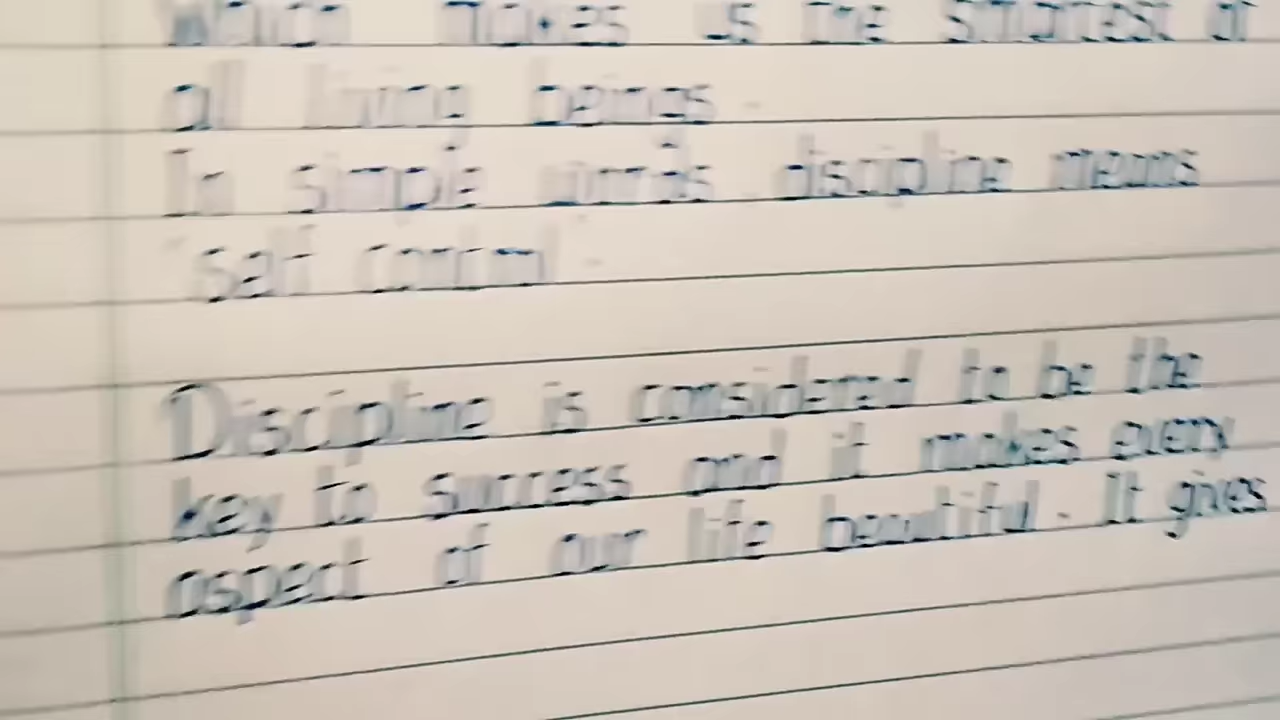 which makes us the smartest of
all living beings.
In simple words, discipline means
"Self control".
Discipline is considered to be the
key to success and it makes every
aspect of our life beautiful. It gives